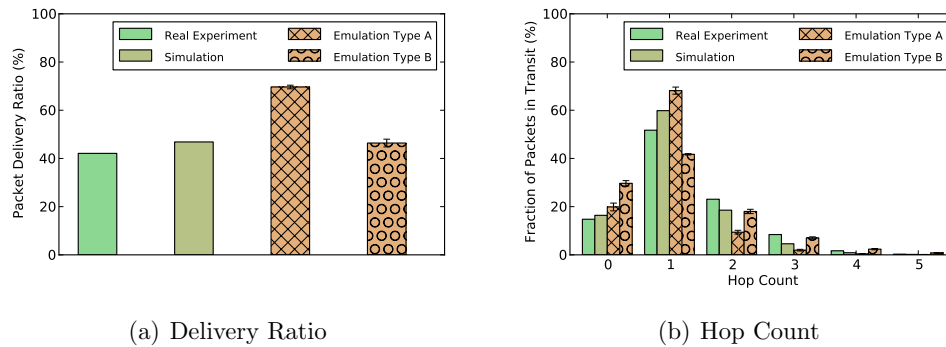 100
80
60
40
20
0
Packet Delivery Ratio (%)
Real Experiment
Simulation
Emulation Type A
Emulation Type B
(a) Delivery Ratio
100
80
60
40
20
0
Fraction of Packets in Transit (%)
Real Experiment
Simulation
Emulation Type A
Emulation Type B
0 1 2 3 4 5
Hop Count
(b) Hop Count